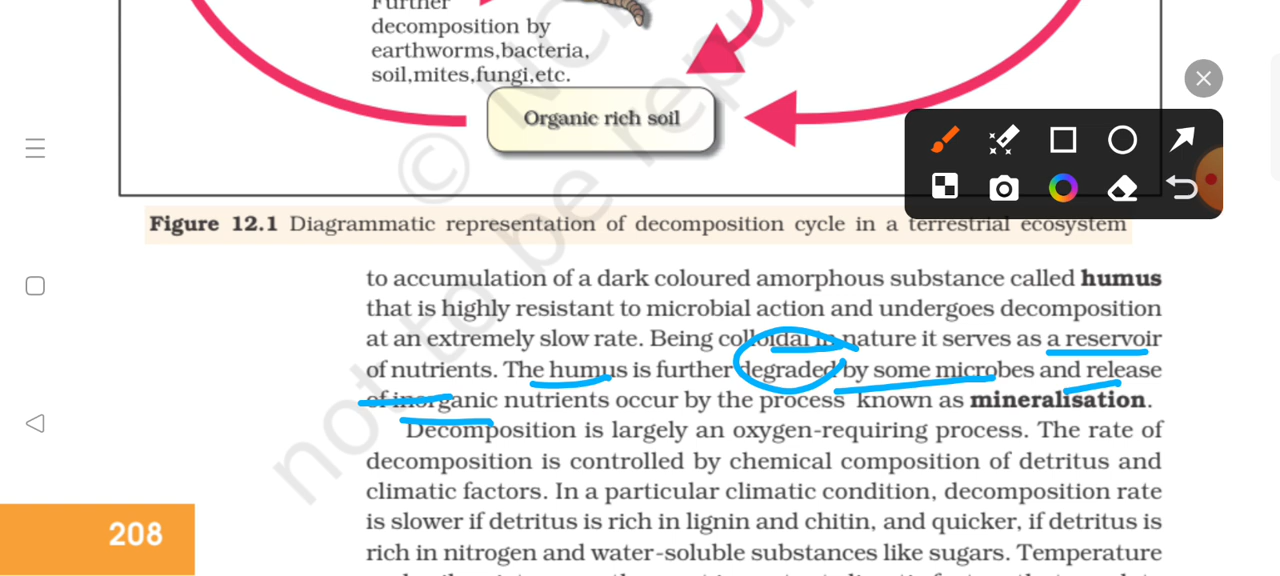 Further
decomposition by
earthworms,bacteria,
soil,mites,fungi,etc.
Organic rich soil
Figure 12.1 Diagrammatic representation of decomposition cycle in a terrestrial ecosystem
to accumulation of a dark coloured amorphous substance called humus
that is highly resistant to microbial action and undergoes decomposition
at an extremely slow rate. Being colloidal in nature it serves as a reservoir
of nutrients. The humus is further degraded by some microbes and release
of inorganic nutrients occur by the process known as mineralisation.
Decomposition is largely an oxygen-requiring process. The rate of
decomposition is controlled by chemical composition of detritus and
climatic factors. In a particular climatic condition, decomposition rate
is slower if detritus is rich in lignin and chitin, and quicker, if detritus is
208
rich in nitrogen and water-soluble substances like sugars. Temperature
© NC
not to be repu